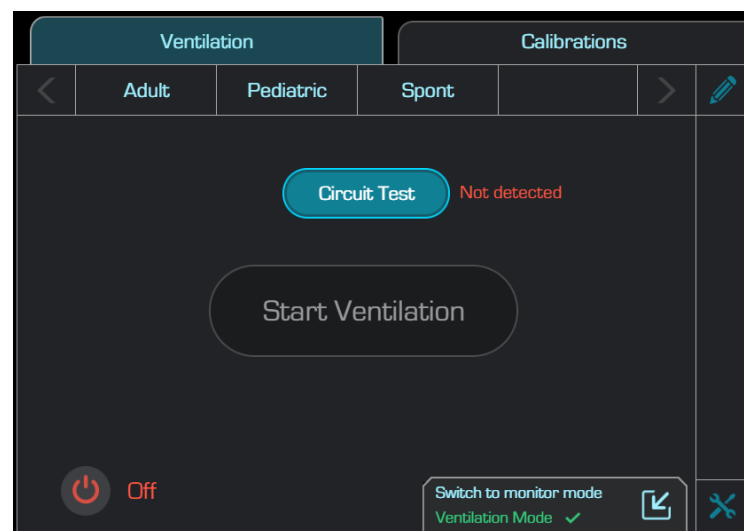 Ventilation
Calibrations
Adult
Pediatric
Spont
Circuit Test
Not detected
Start Ventilation
Off
Switch to monitor mode
Ventilation Mode